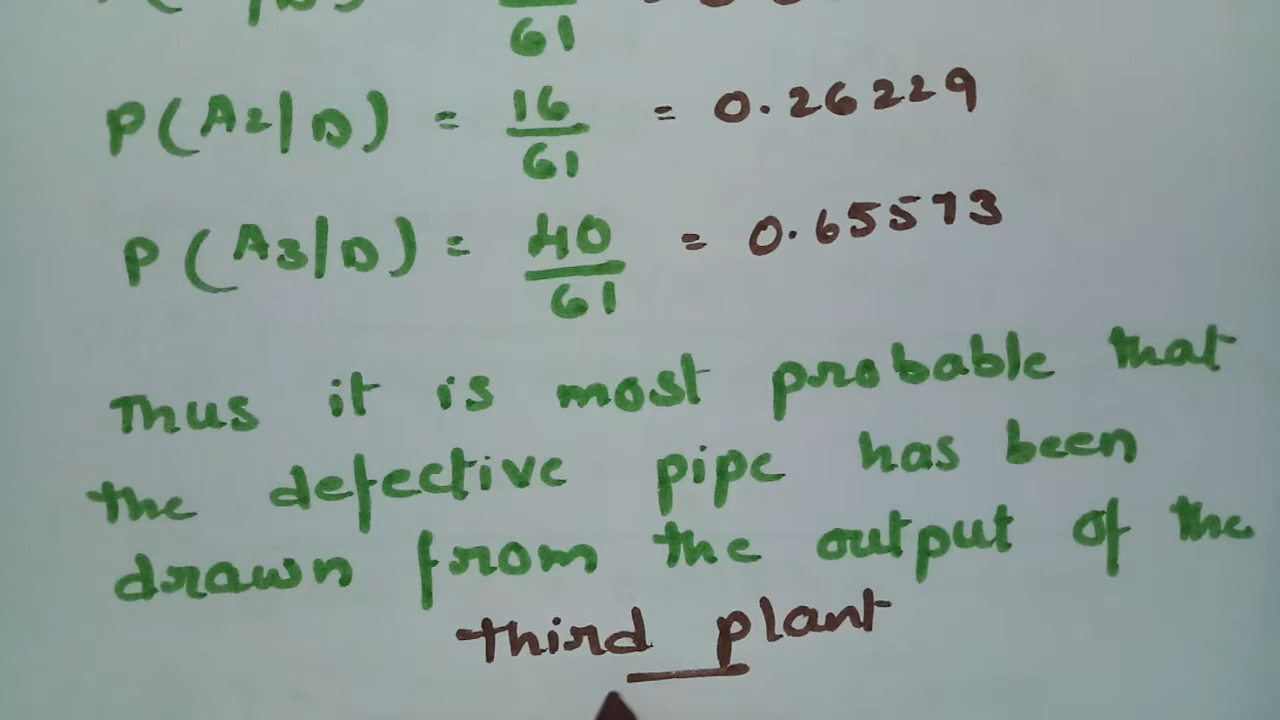 61
P(A2/D) = 16/61 = 0.26229
P(A3/D) = 40/61 = 0.65573
Thus it is most probable that
the defective pipe has been
drawn from the output of the
third plant